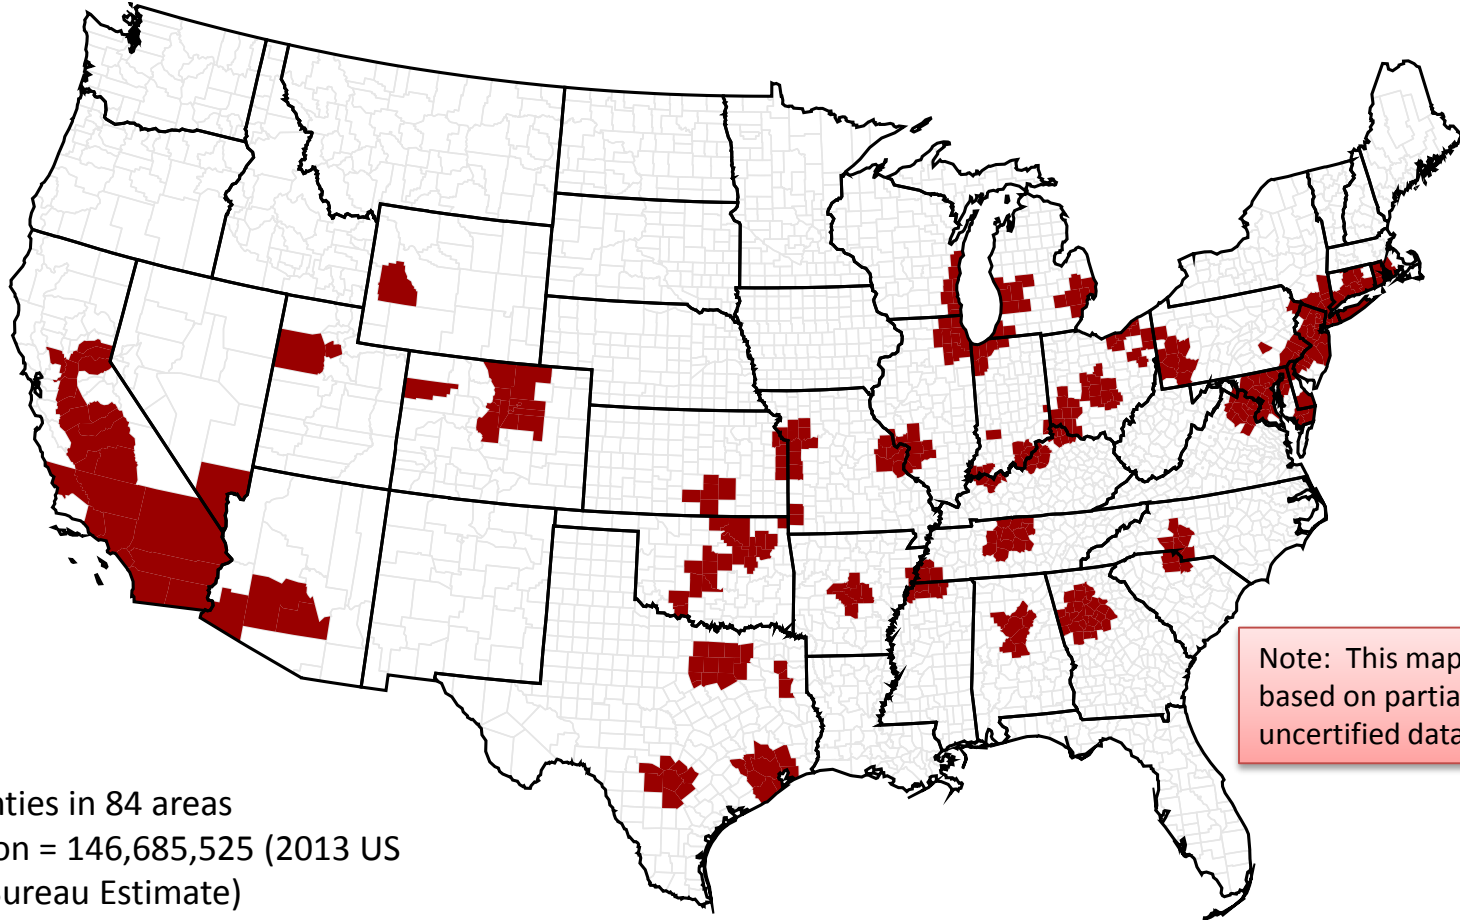 Note: This map
based on partia
uncertified data
nties in 84 areas
on = 146,685,525 (2013 US
ureau Estimate)